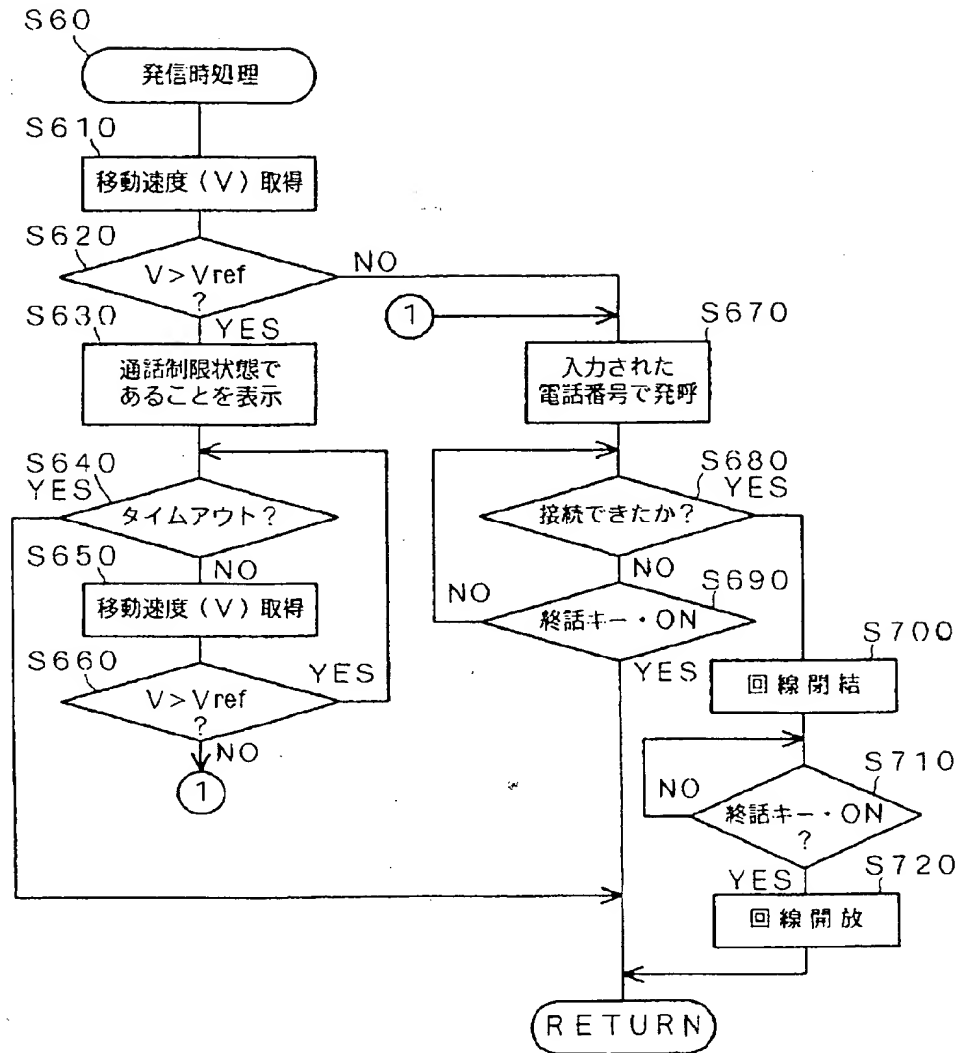 S60
発信時処理
S610
移動速度(V)取得
S620
V>Vref
?
NO
YES
S630
通話制限状態で
あることを表示
S640
YES
タイムアウト?
NO
S650
移動速度(V)取得
S660
V>Vref
?
YES
NO
1
1
S670
入力された
電話番号で発呼
S680
YES
接続できたか?
NO
S690
NO
終話キー・ON
YES
S700
回線閉結
S710
NO
終話キー・ON
?
YES
S720
回線開放
RETURN